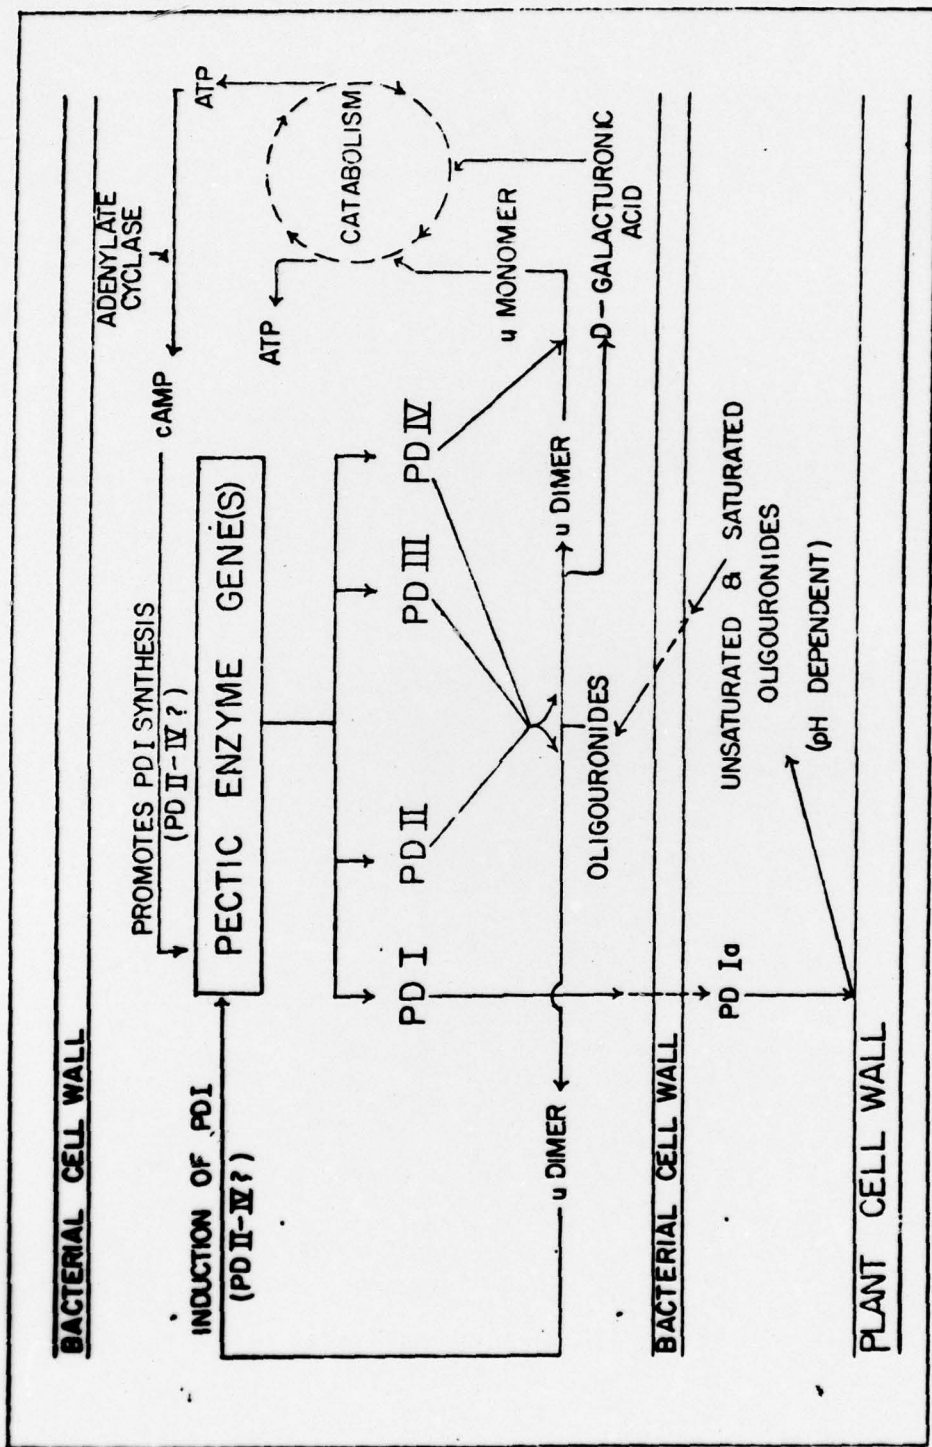 BACTERIAL CELL WALL
ADENYLATE
CYCLASE
PROMOTES PD I SYNTHESIS
(PD II-IV?)
cAMP
ATP
INDUCTION OF PDI
(PD II-IV?)
PECTIC ENZYME GENE(S)
ATP
CATABOLISM
PD I
PD II
PD III
PD IV
u MONOMER
u DIMER
u DIMER
OLIGOURONIDES
D-GALACTURONIC
ACID
BACTERIAL CELL WALL
PD Ia
UNSATURATED & SATURATED
OLIGOURONIDES
(pH DEPENDENT)
PLANT CELL WALL